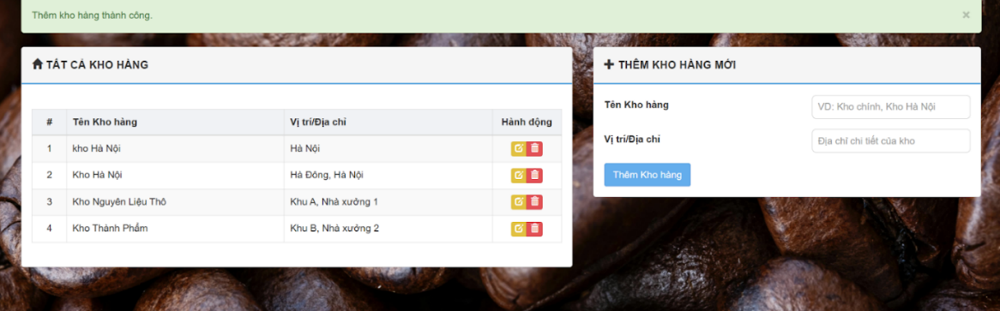 Thêm kho hàng thành công.
×
TẤT CẢ KHO HÀNG
# Tên Kho hàng Vị trí/Địa chỉ Hành động
1 kho Hà Nội Hà Nội
2 Kho Hà Nội Hà Đông, Hà Nội
3 Kho Nguyên Liệu Thô Khu A, Nhà xưởng 1
4 Kho Thành Phẩm Khu B, Nhà xưởng 2
THÊM KHO HÀNG MỚI
Tên Kho hàng VD: Kho chính, Kho Hà Nội
Vị trí/Địa chỉ Địa chỉ chi tiết của kho
Thêm Kho hàng